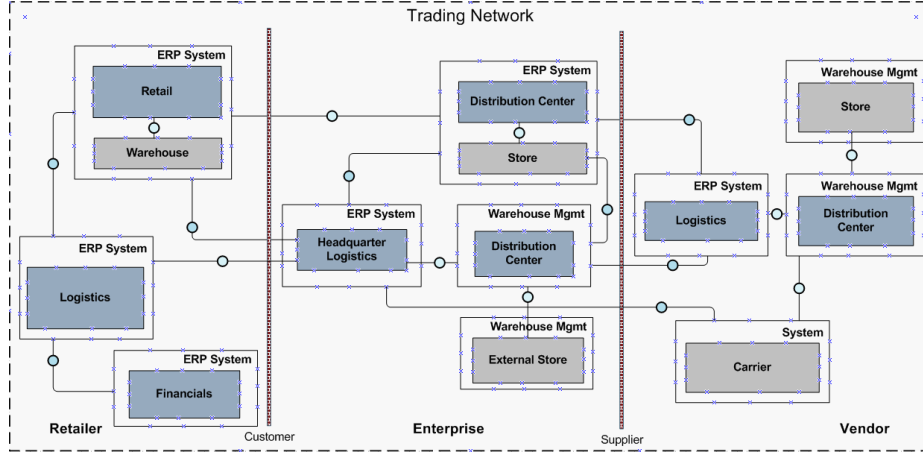 Trading Network
ERP System
Retail
Warehouse
ERP System
Logistics
ERP System
Financials
Retailer
Customer
ERP System
Distribution Center
Store
ERP System
Headquarter
Logistics
Warehouse Mgmt
Distribution
Center
Warehouse Mgmt
External Store
Enterprise
Supplier
Warehouse Mgmt
Store
ERP System
Logistics
Warehouse Mgmt
Distribution
Center
System
Carrier
Vendor